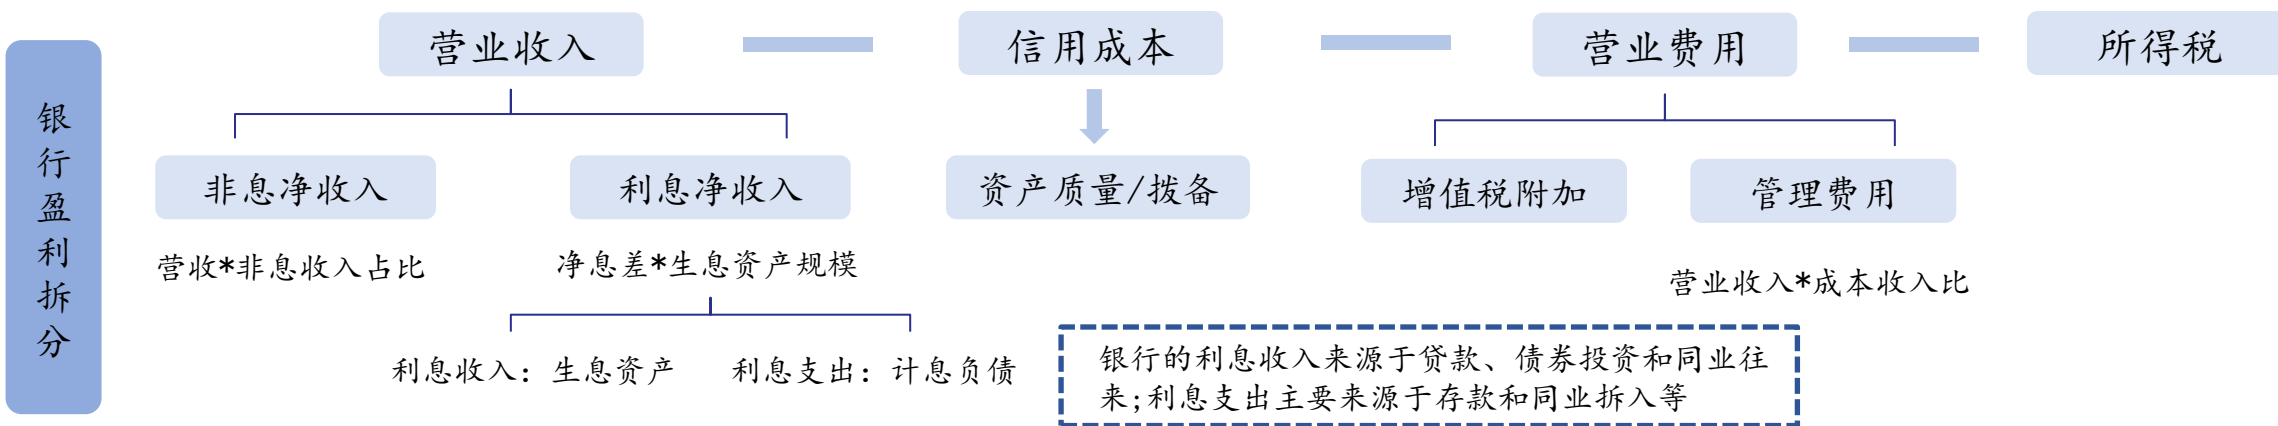 银行盈利拆分
营业收入
信用成本
营业费用
所得税
非息净收入
利息净收入
资产质量/拨备
增值税附加
管理费用
营收*非息收入占比
净息差*生息资产规模
营业收入*成本收入比
利息收入：生息资产
利息支出：计息负债
银行的利息收入来源于贷款、债券投资和同业往
来;利息支出主要来源于存款和同业拆入等